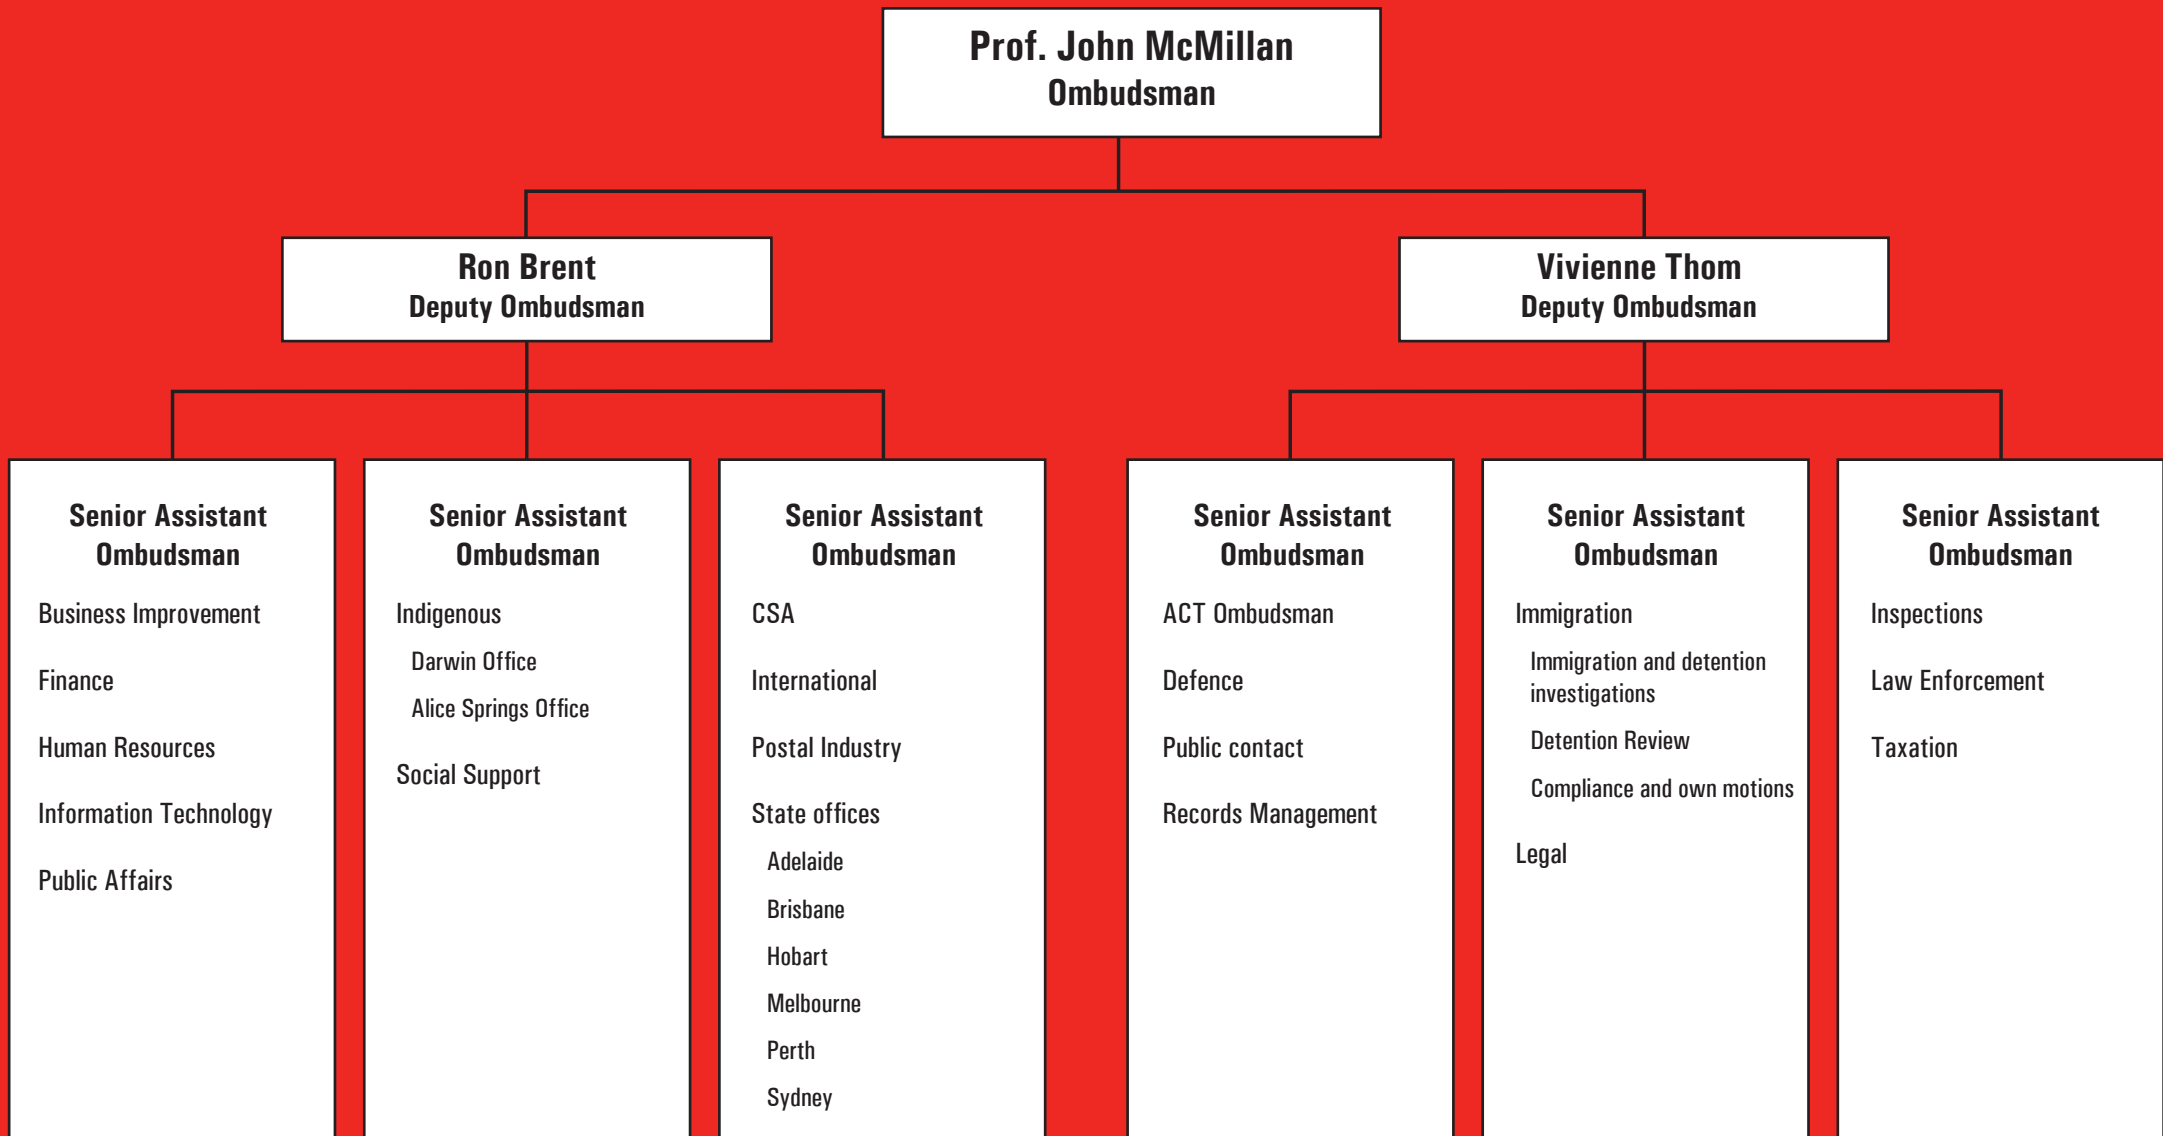 Prof. John McMillan
Ombudsman
Ron Brent
Deputy Ombudsman
Vivienne Thom
Deputy Ombudsman
Senior Assistant
Ombudsman
Business Improvement
Finance
Human Resources
Information Technology
Public Affairs
Senior Assistant
Ombudsman
Indigenous
Darwin Office
Alice Springs Office
Social Support
Senior Assistant
Ombudsman
CSA
International
Postal Industry
State offices
Adelaide
Brisbane
Hobart
Melbourne
Perth
Sydney
Senior Assistant
Ombudsman
ACT Ombudsman
Defence
Public contact
Records Management
Senior Assistant
Ombudsman
Immigration
Immigration and detention
investigations
Detention Review
Compliance and own motions
Legal
Senior Assistant
Ombudsman
Inspections
Law Enforcement
Taxation